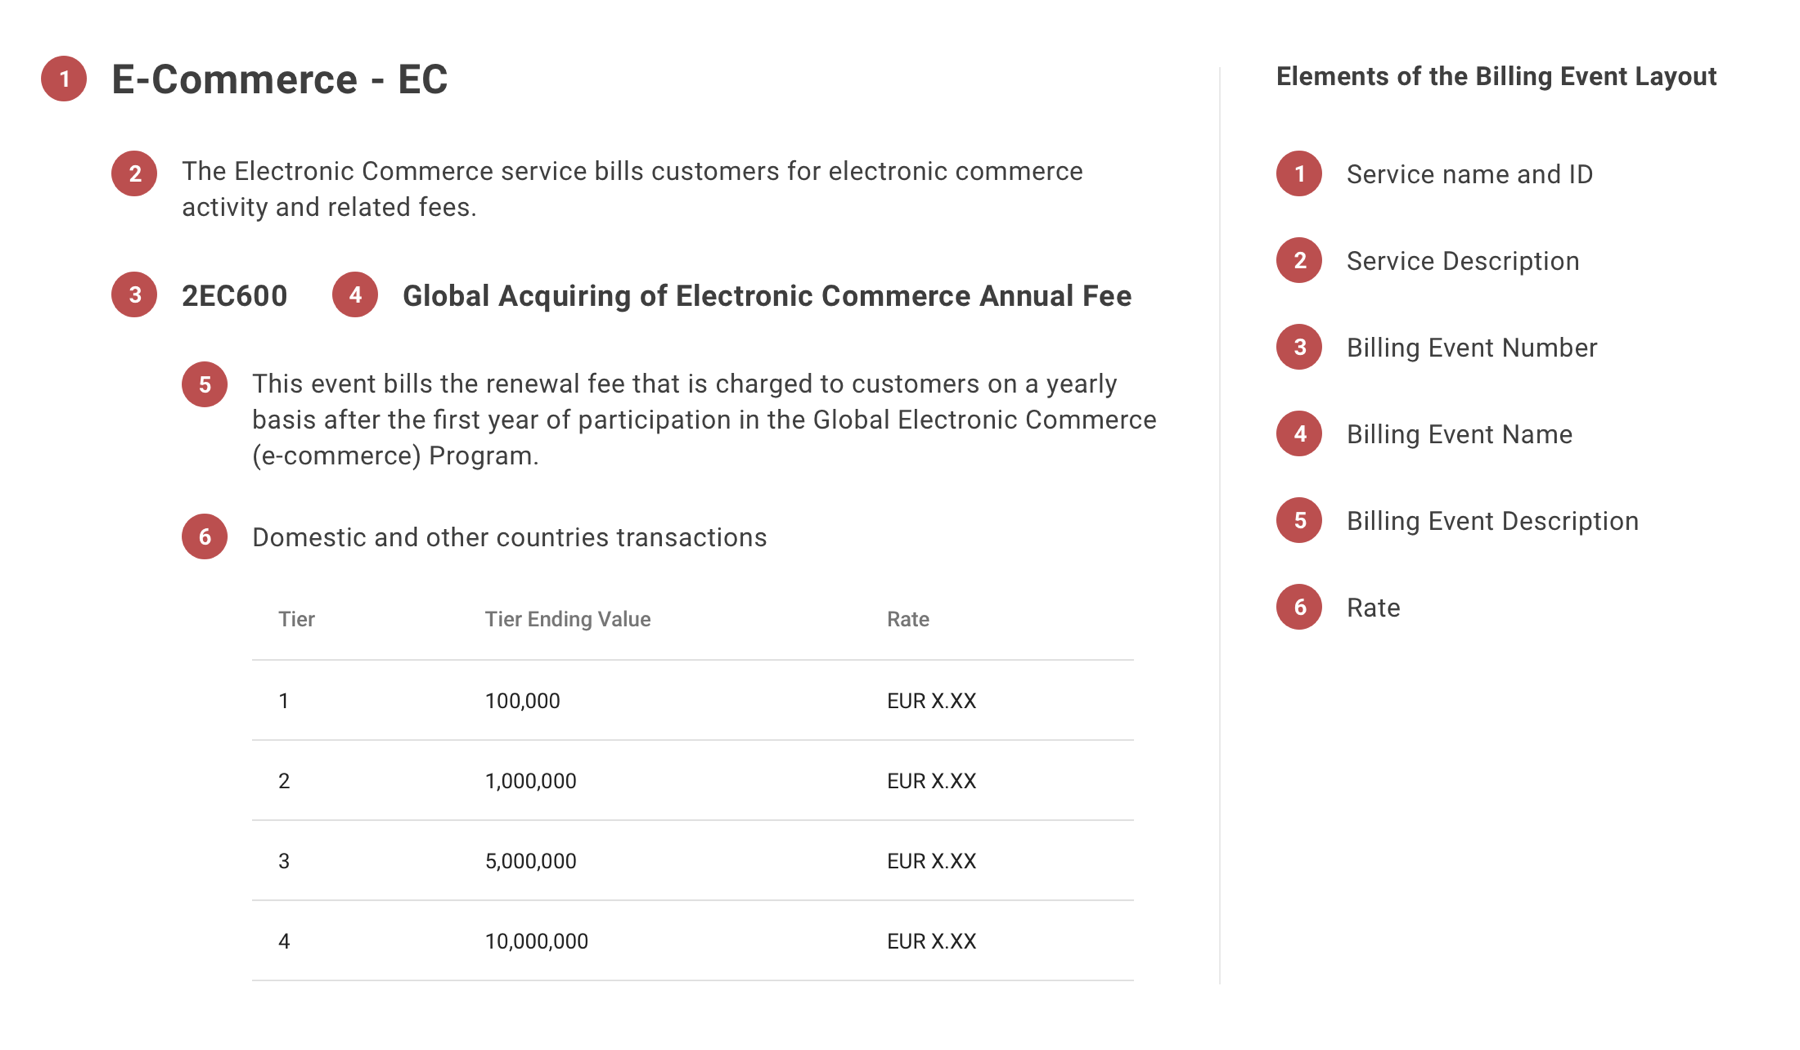 1 E-Commerce - EC
2 The Electronic Commerce service bills customers for electronic commerce
activity and related fees.
3 2EC600 4 Global Acquiring of Electronic Commerce Annual Fee
5 This event bills the renewal fee that is charged to customers on a yearly
basis after the first year of participation in the Global Electronic Commerce
(e-commerce) Program.
6 Domestic and other countries transactions
Tier Tier Ending Value Rate
1 100,000 EUR X.XX
2 1,000,000 EUR X.XX
3 5,000,000 EUR X.XX
4 10,000,000 EUR X.XX
Elements of the Billing Event Layout
1 Service name and ID
2 Service Description
3 Billing Event Number
4 Billing Event Name
5 Billing Event Description
6 Rate